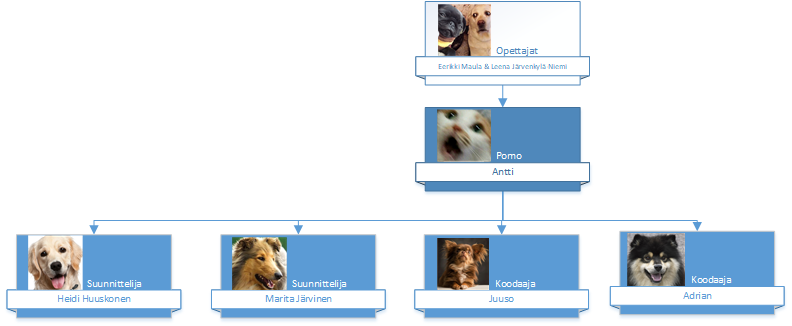 Opettajat
Eerikki Maula & Leena Järvenkylä-Niemi
Pomo
Antti
Suunnittelija
Heidi Huuskonen
Suunnittelija
Marita Järvinen
Koodaaja
Juuso
Koodaaja
Adrian